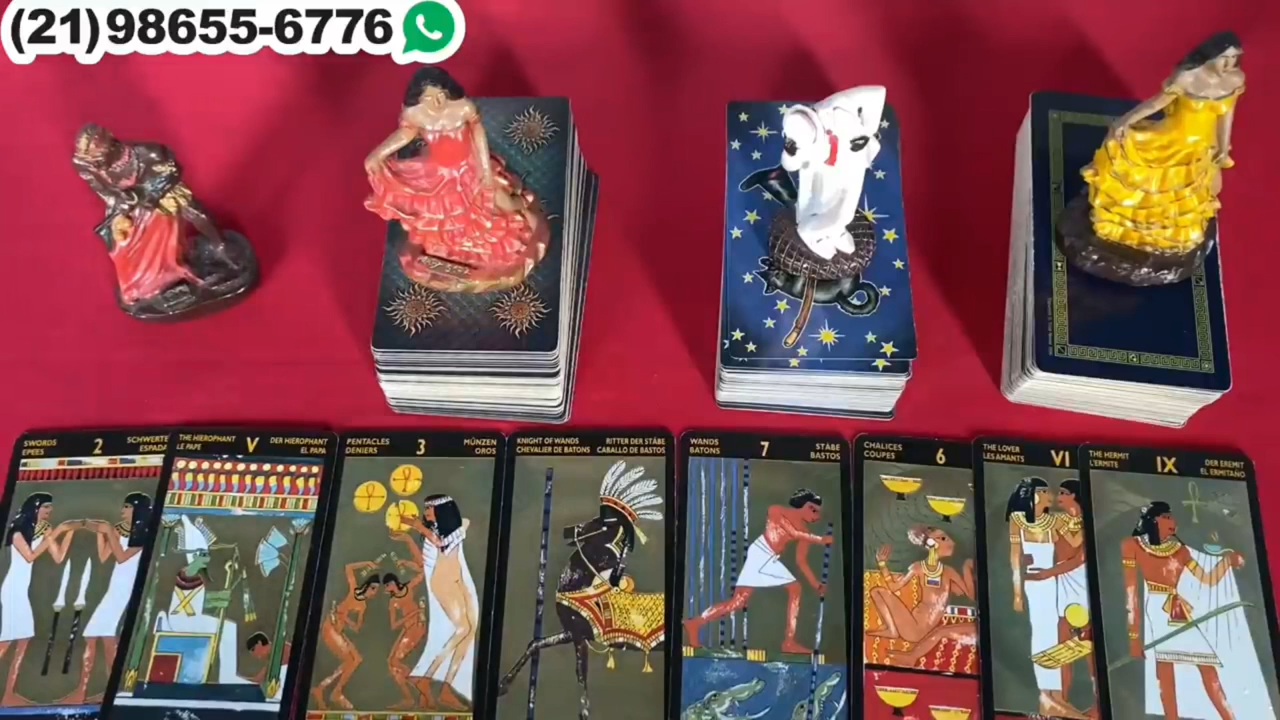 (21)98655-6776
SWORDS 2 SCHWERTE
EPEES ESPADA
THE HIEROPHANT V DER HIEROPHANT
LE PAPE EL PAPA
PENTACLES 3 MÜNZEN
DENIERS OROS
KNIGHT OF WANDS RITTER DER STÄBE
CHEVALIER DE BATONS CABALLO DE BASTOS
WANDS 7 STÄBE
BATONS BASTOS
CHALICES 6
COUPES
THE LOVER VI
LES AMANTS
THE HERMIT IX DER EREMIT
L'ERMITE EL ERMITAÑO